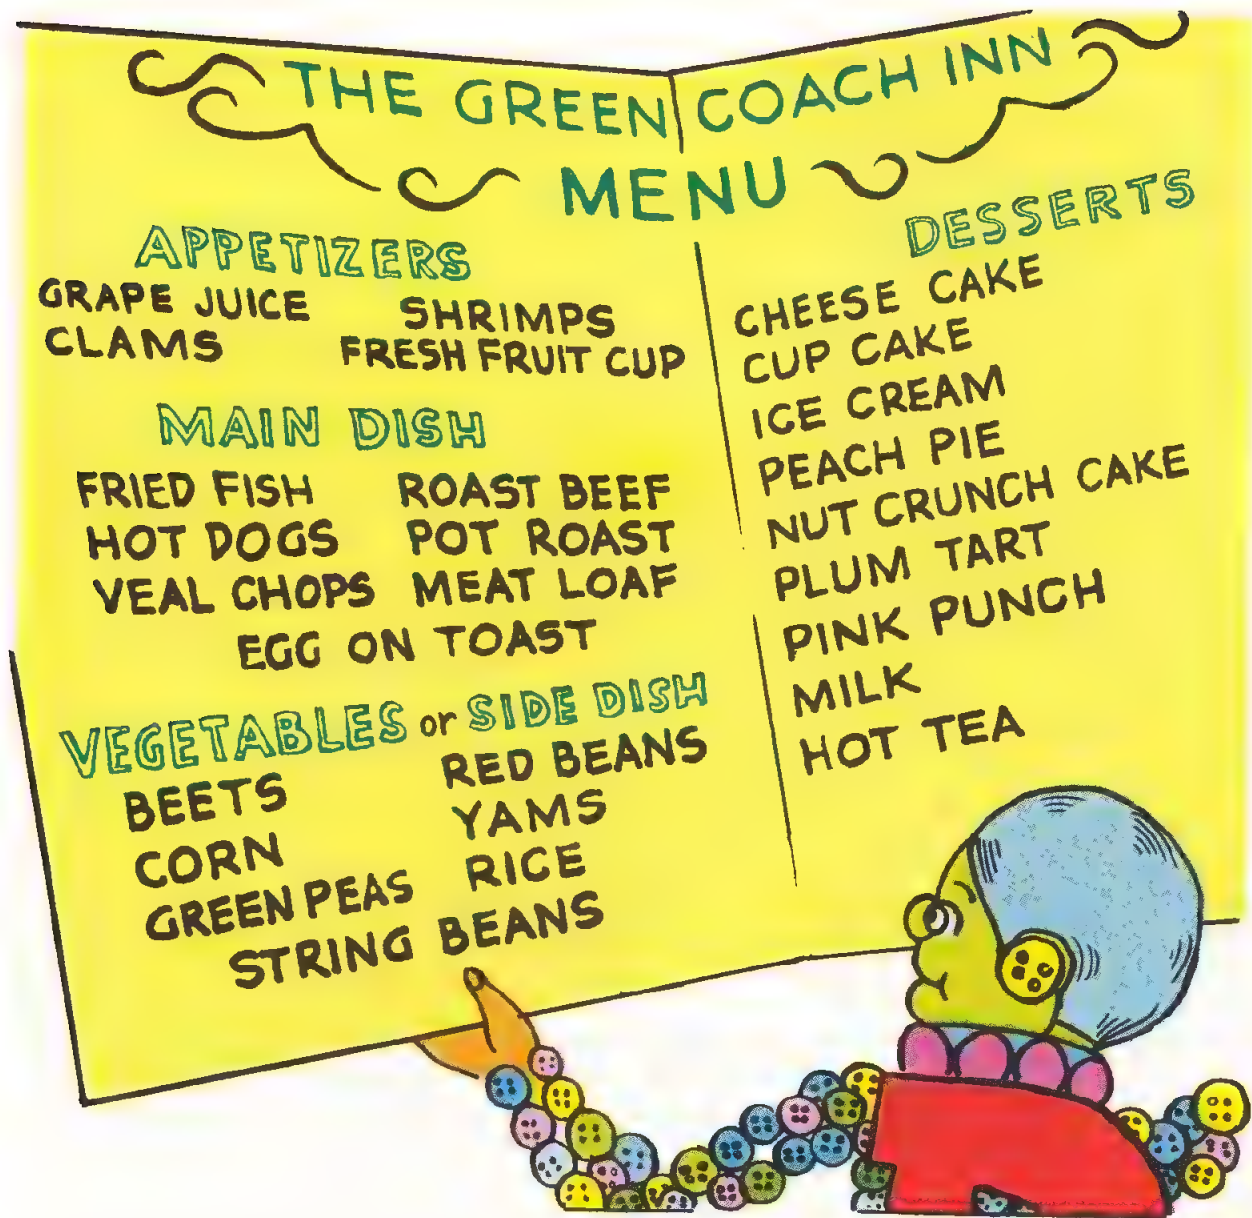 THE GREEN COACH INN
MENU
APPETIZERS
GRAPE JUICE SHRIMPS
CLAMS FRESH FRUIT CUP
MAIN DISH
FRIED FISH ROAST BEEF
HOT DOGS POT ROAST
VEAL CHOPS MEAT LOAF
EGG ON TOAST
VEGETABLES or SIDE DISH
BEETS RED BEANS
CORN YAMS
GREEN PEAS RICE
STRING BEANS
DESSERTS
CHEESE CAKE
CUP CAKE
ICE CREAM
PEACH PIE
NUT CRUNCH CAKE
PLUM TART
PINK PUNCH
MILK
HOT TEA